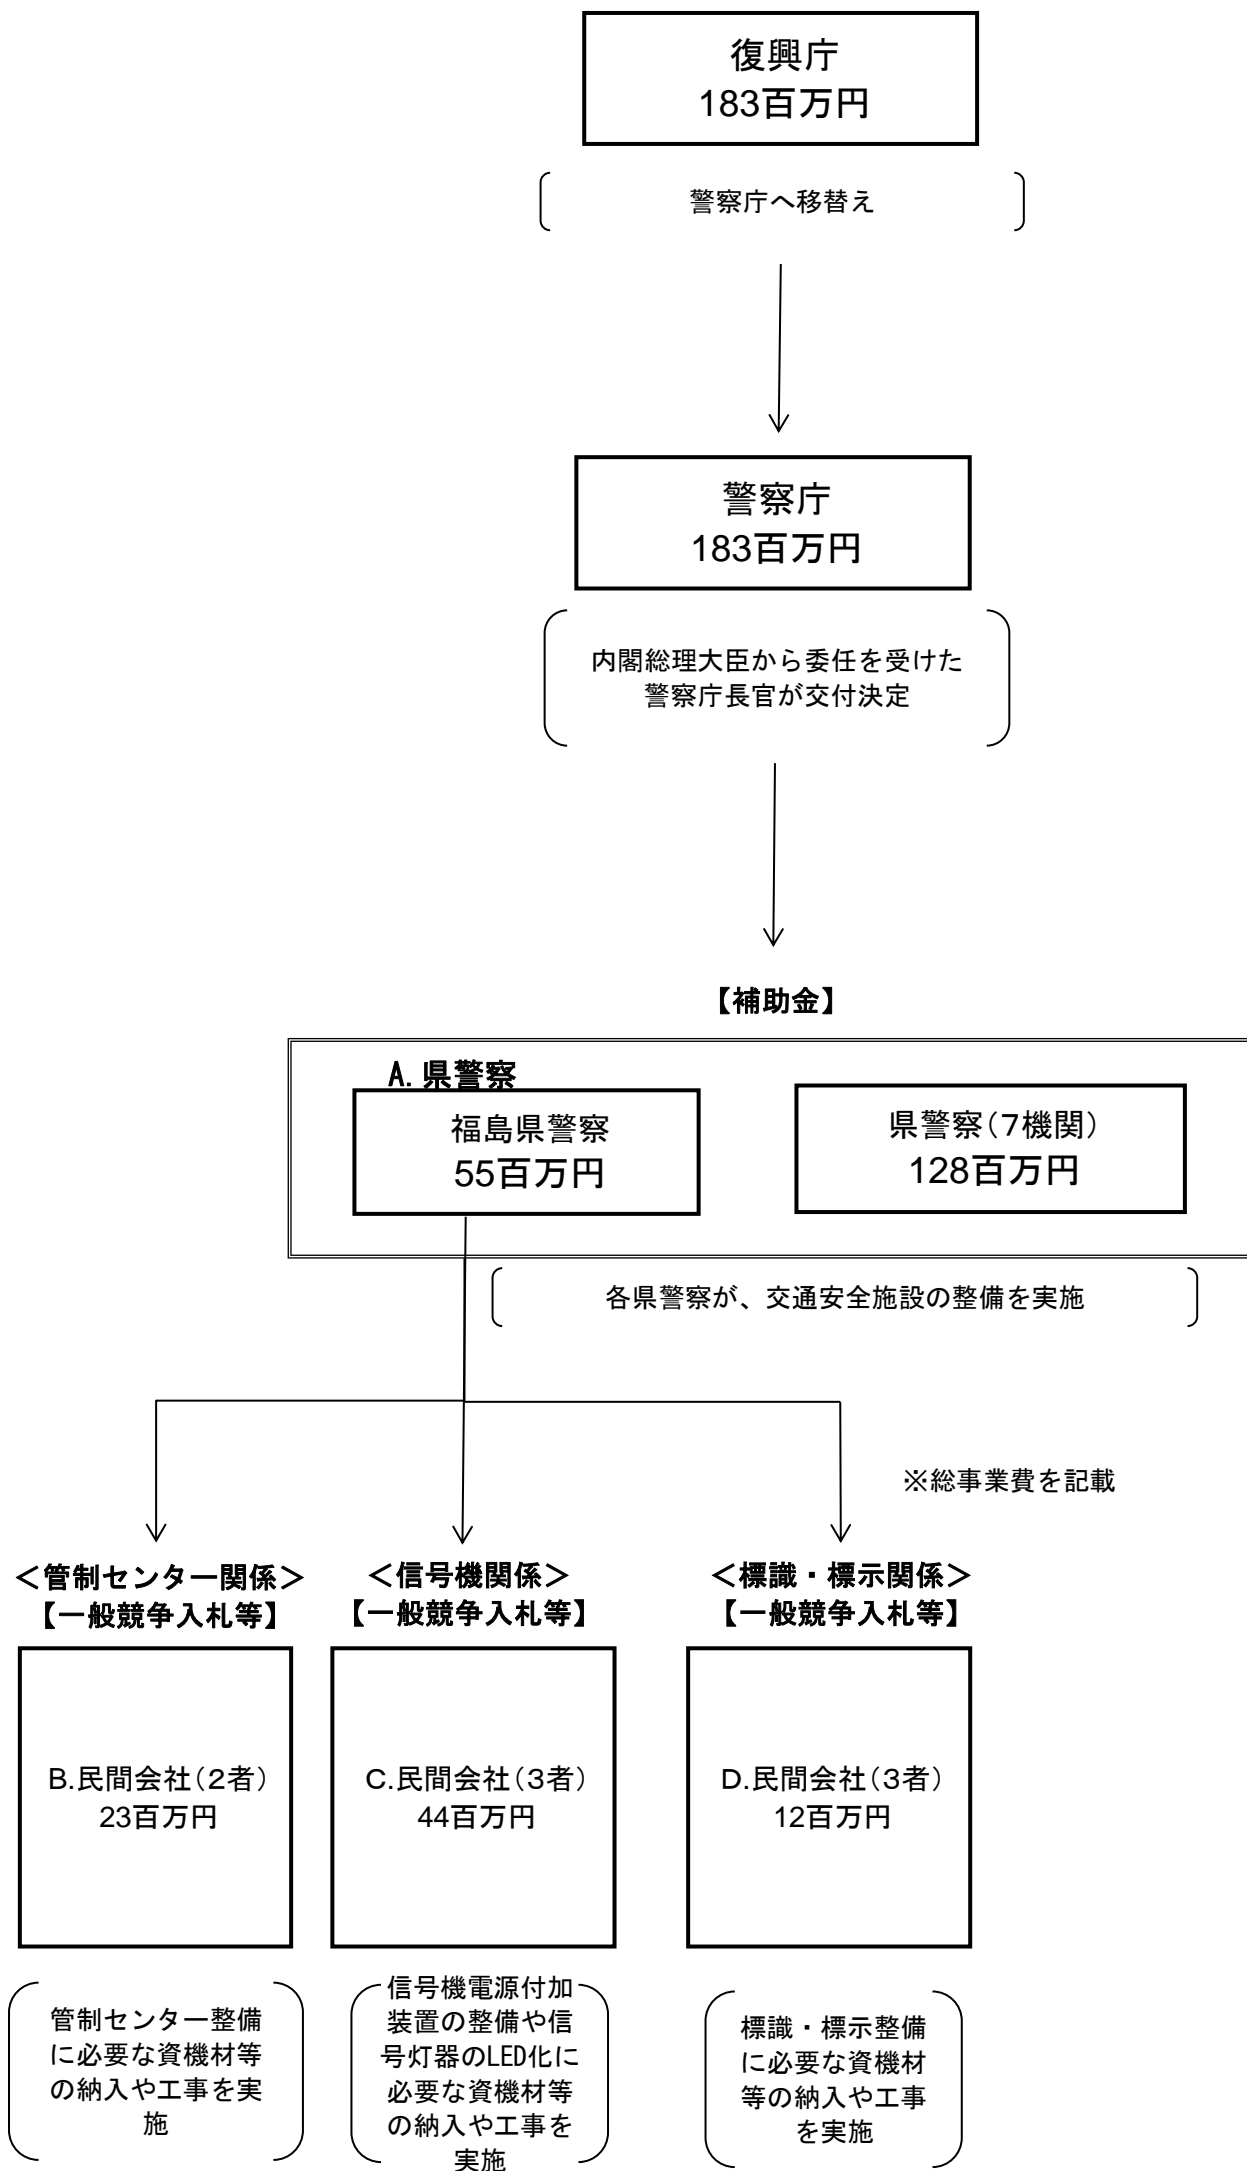 復興庁
183百万円
警察庁へ移替え
警察庁
183百万円
内閣総理大臣から委任を受けた
警察庁長官が交付決定
【補助金】
A.県警察
福島県警察
55百万円
県警察(7機関)
128百万円
各県警察が、交通安全施設の整備を実施
※総事業費を記載
＜管制センター関係＞
【一般競争入札等】
＜信号機関係＞
【一般競争入札等】
＜標識・標示関係＞
【一般競争入札等】
B.民間会社(2者)
23百万円
C.民間会社(3者)
44百万円
D.民間会社(3者)
12百万円
管制センター整備
に必要な資機材等
の納入や工事を実
施
信号機電源付加
装置の整備や信
号灯器のLED化に
必要な資機材等
の納入や工事を
実施
標識・標示整備
に必要な資機材
等の納入や工事
を実施